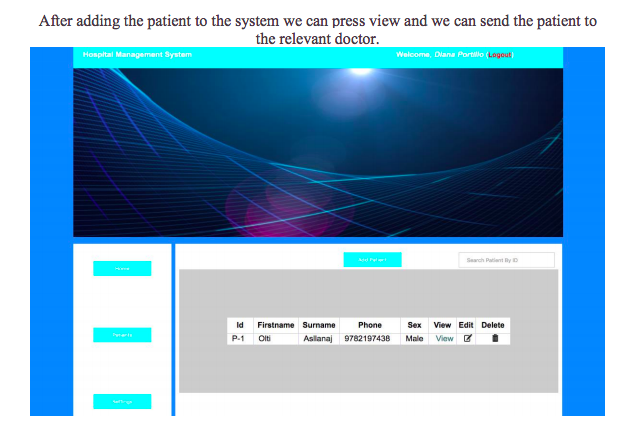 After adding the patient to the system we can press view and we can send the patient to
the relevant doctor.
Hospital Management System
Welcome, Diana Portillo (Logout)
Add Patient
Search Patient By ID
Id Firstname Surname Phone Sex View Edit Delete
P-1 Olti Asllanaj 9782197438 Male View
Patients
Settings